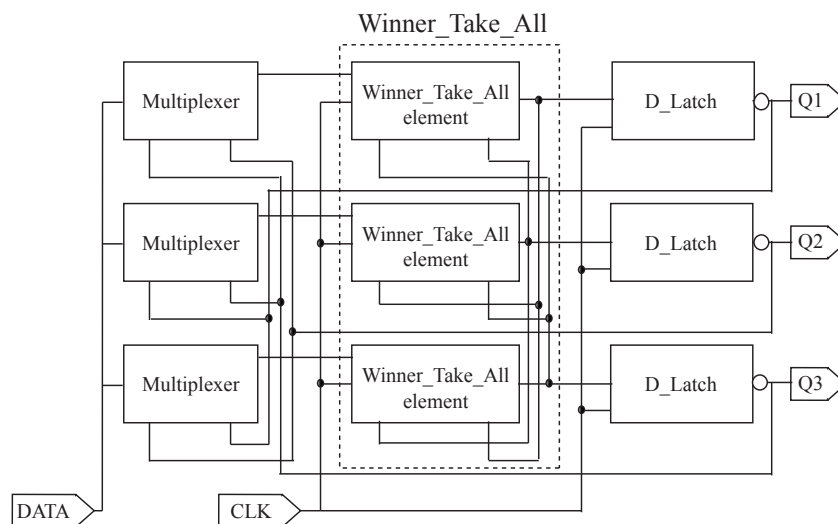 Winner_Take_All
Multiplexer
Winner_Take_All
element
D_Latch
Q1
Multiplexer
Winner_Take_All
element
D_Latch
Q2
Multiplexer
Winner_Take_All
element
D_Latch
Q3
DATA
CLK